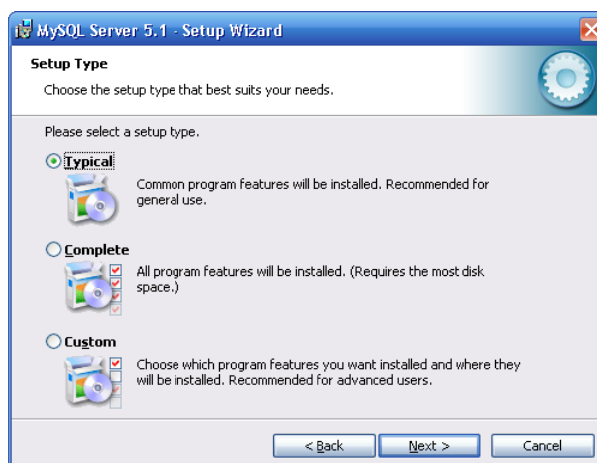 MySQL Server 5.1 - Setup Wizard
Setup Type
Choose the setup type that best suits your needs.
Please select a setup type.
Typical
Common program features will be installed. Recommended for
general use.
Complete
All program features will be installed. (Requires the most disk
space.)
Custom
Choose which program features you want installed and where they
will be installed. Recommended for advanced users.
< Back
Next >
Cancel